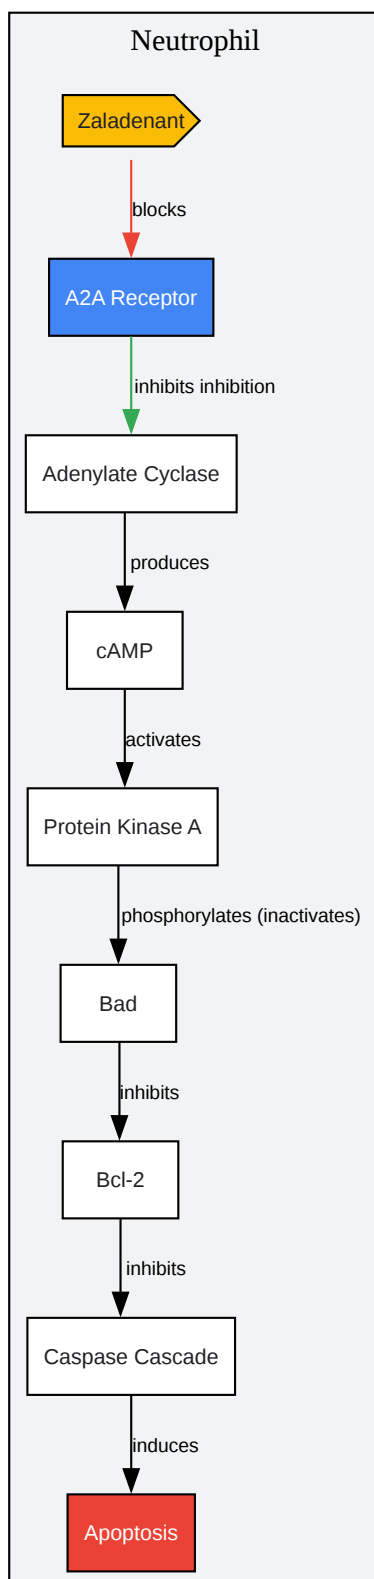 Neutrophil
Zaladenant
blocks
A2A Receptor
inhibits inhibition
Adenylate Cyclase
produces
cAMP
activates
Protein Kinase A
phosphorylates (inactivates)
Bad
inhibits
Bcl-2
inhibits
Caspase Cascade
induces
Apoptosis